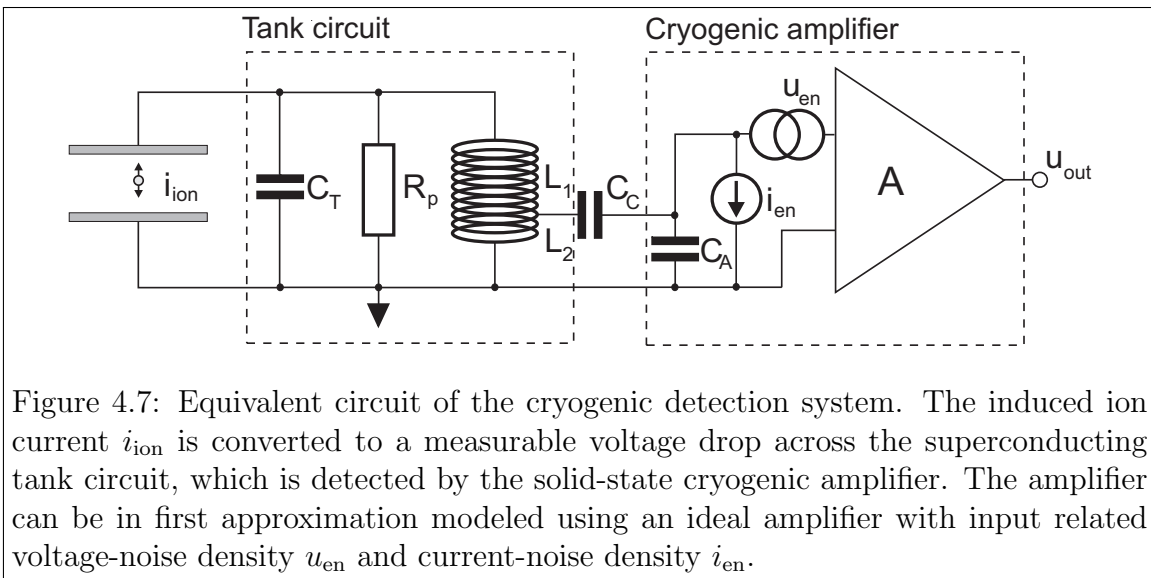 Tank circuit
Cryogenic amplifier
i_ion
C_T
R_p
L_1
L_2
C_C
C_A
i_en
u_en
A
u_out
Figure 4.7: Equivalent circuit of the cryogenic detection system. The induced ion
current i_ion is converted to a measurable voltage drop across the superconducting
tank circuit, which is detected by the solid-state cryogenic amplifier. The amplifier
can be in first approximation modeled using an ideal amplifier with input related
voltage-noise density u_en and current-noise density i_en.